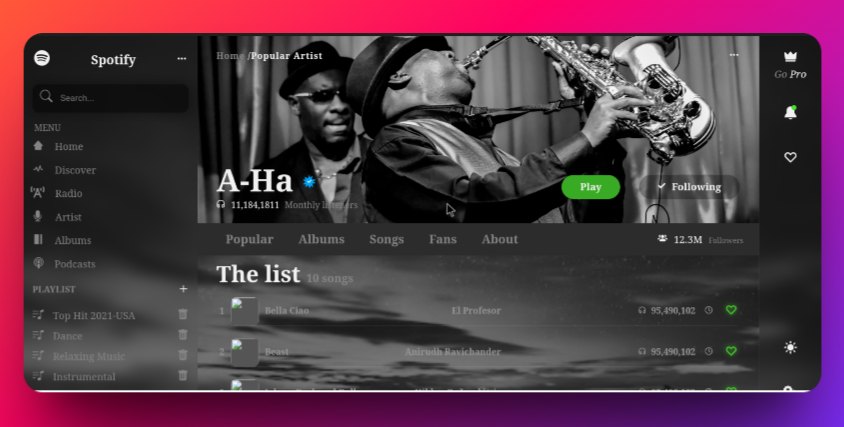 Spotify
Search...
MENU
Home
Discover
Radio
Artist
Albums
Podcasts
PLAYLIST +
Top Hit 2021-USA
Dance
Relaxing Music
Instrumental
Home /Popular Artist
A-Ha
11,184,1811 Monthly listeners
Play
Following
Popular Albums Songs Fans About
12.3M Followers
The list 10 songs
1 Bella Ciao El Profesor 95,490,102
2 Beast Anirudh Ravichander 95,490,102
Go Pro